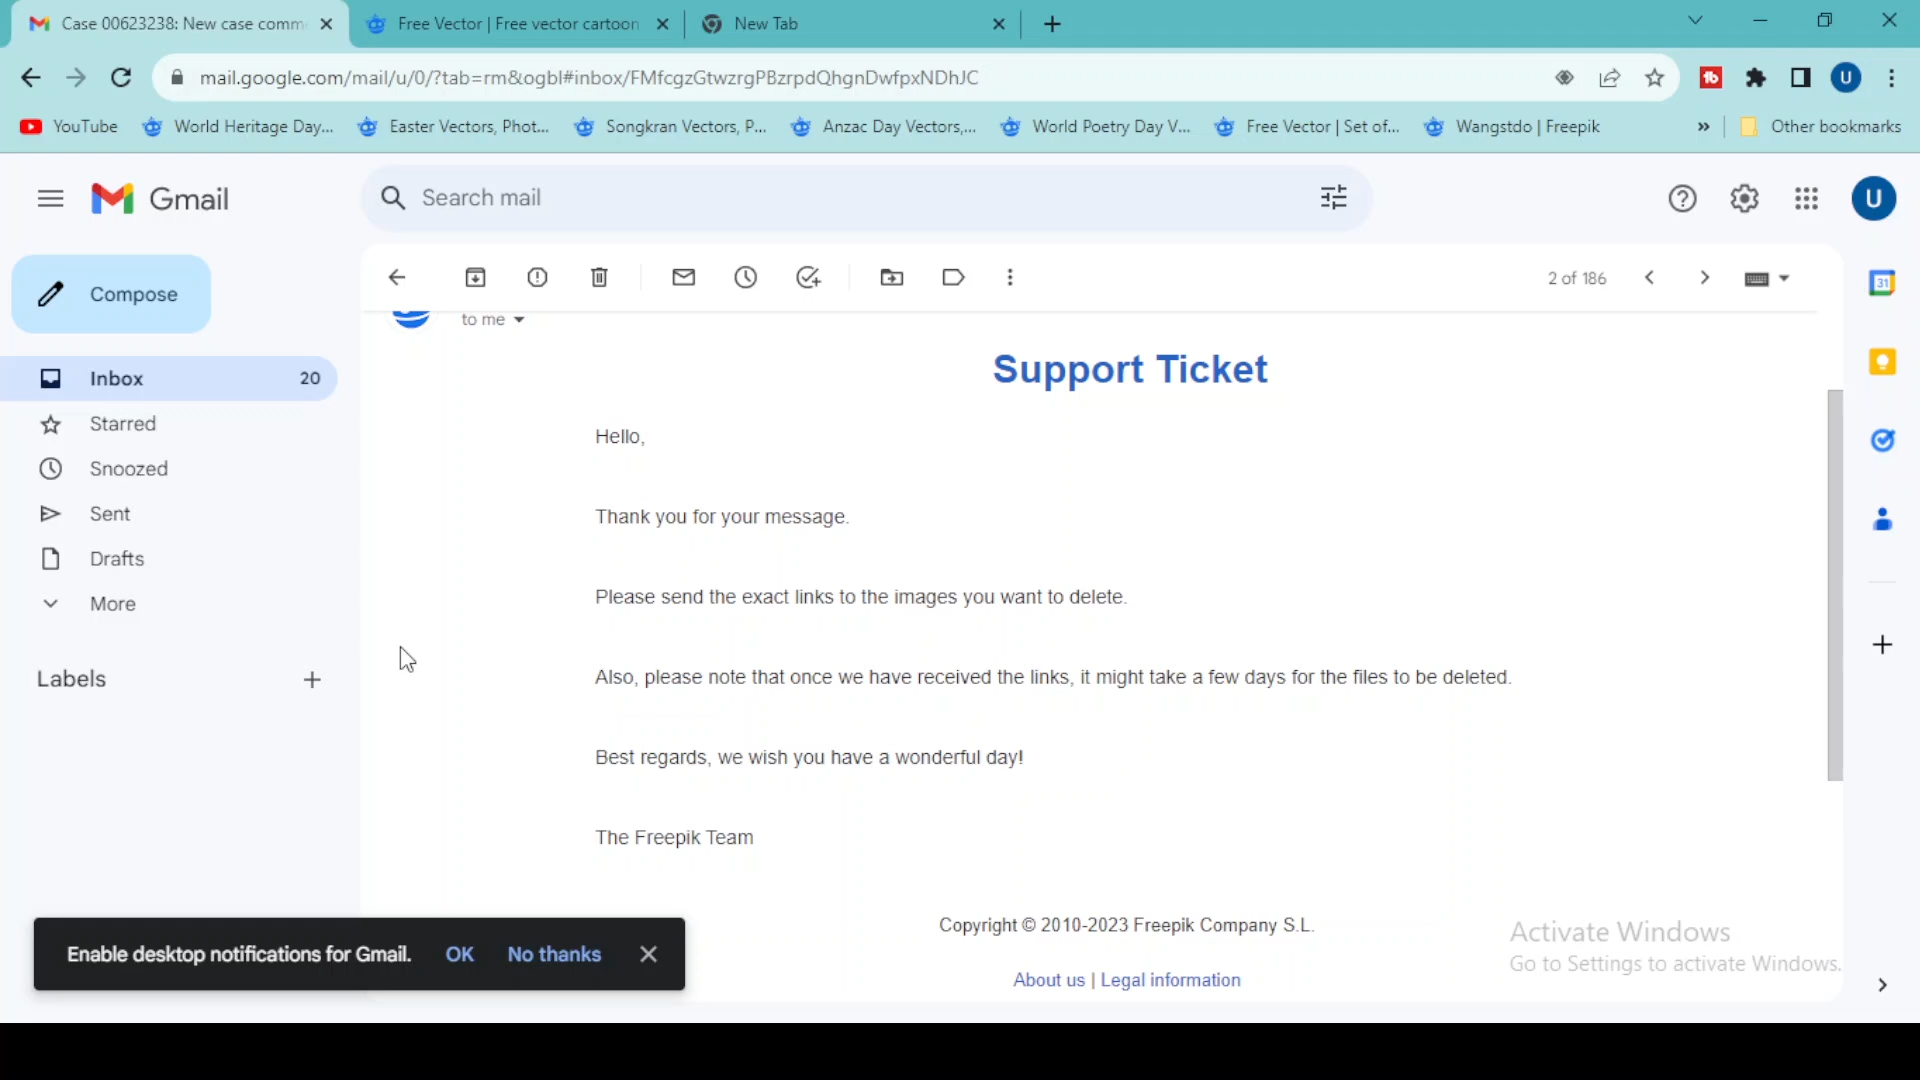 Case 00623238: New case comm
Free Vector | Free vector cartoon
New Tab
mail.google.com/mail/u/0/?tab=rm&ogbl#inbox/FMfcgzGtwzrgPBzrpdQhgnDwfpxNDhJC
U
YouTube
World Heritage Day...
Easter Vectors, Phot...
Songkran Vectors, P...
Anzac Day Vectors,...
World Poetry Day V...
Free Vector | Set of...
Wangstdo | Freepik
»
Other bookmarks
Gmail
Search mail
U
Compose
2 of 186
31
to me
Inbox 20
Starred
Snoozed
Sent
Drafts
More
Labels
Support Ticket
Hello,
Thank you for your message.
Please send the exact links to the images you want to delete.
Also, please note that once we have received the links, it might take a few days for the files to be deleted.
Best regards, we wish you have a wonderful day!
The Freepik Team
Copyright © 2010-2023 Freepik Company S.L.
About us | Legal information
Enable desktop notifications for Gmail. OK No thanks
Activate Windows
Go to Settings to activate Windows.